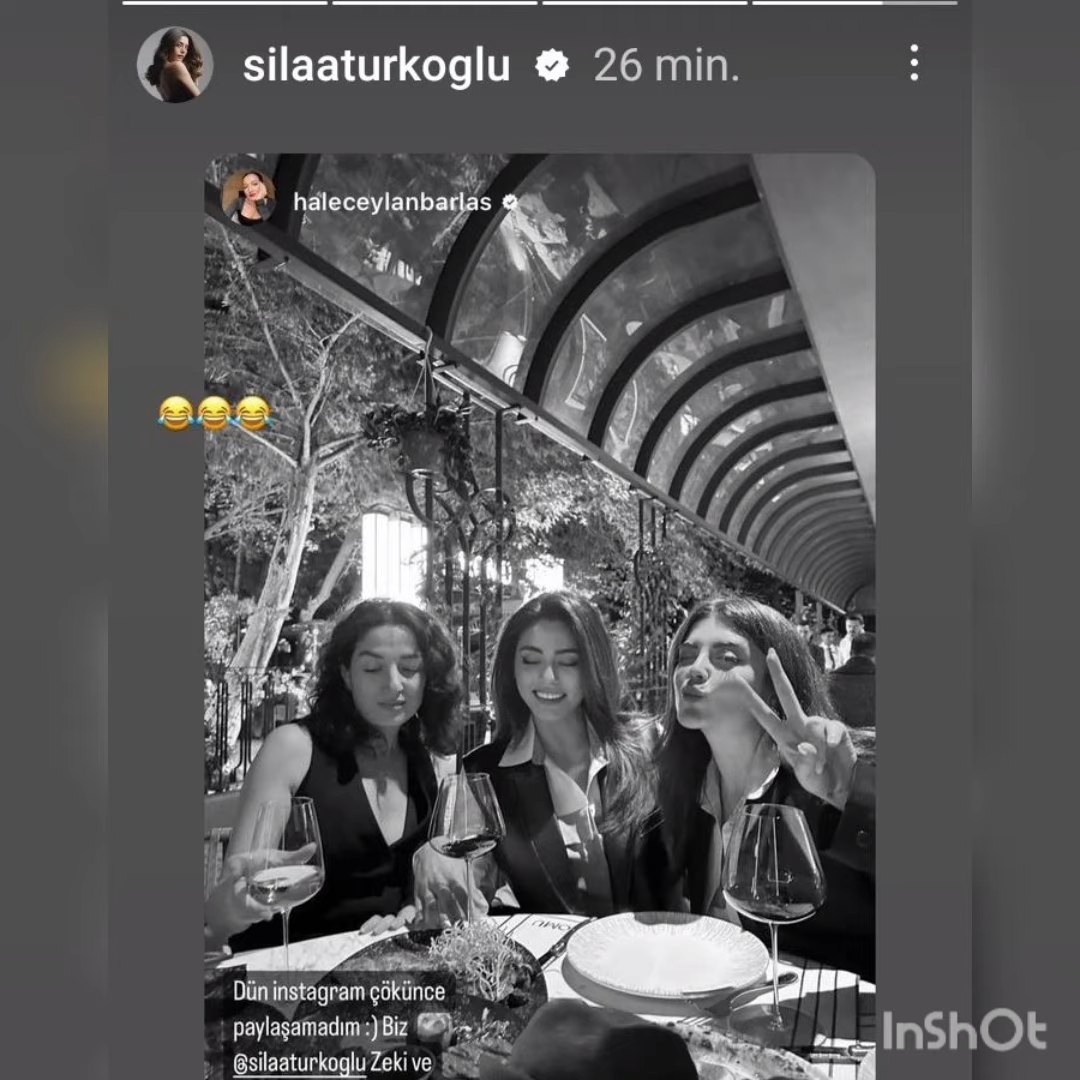 silaaturkoglu 26 min.
haleceylanbarlas
😂😂😂
Dün instagram çökünce
paylaşamadım :) Biz
@silaaturkoglu Zeki ve
InShOt